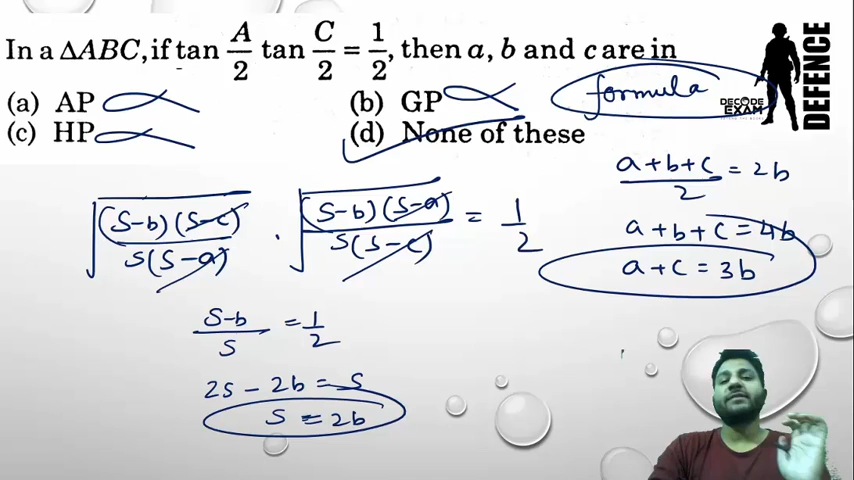 In a ΔABC, if tan A/2 tan C/2 = 1/2, then a, b and c are in
(a) AP
(b) GP
(c) HP
(d) None of these
formula
DECODE
EXAM
DEFENCE
√((S-b)(S-c)/S(S-a)) · √((S-b)(S-a)/S(S-c)) = 1/2
(S-b)/S = 1/2
2S - 2b = S
S = 2b
(a+b+c)/2 = 2b
a+b+c = 4b
a+c = 3b